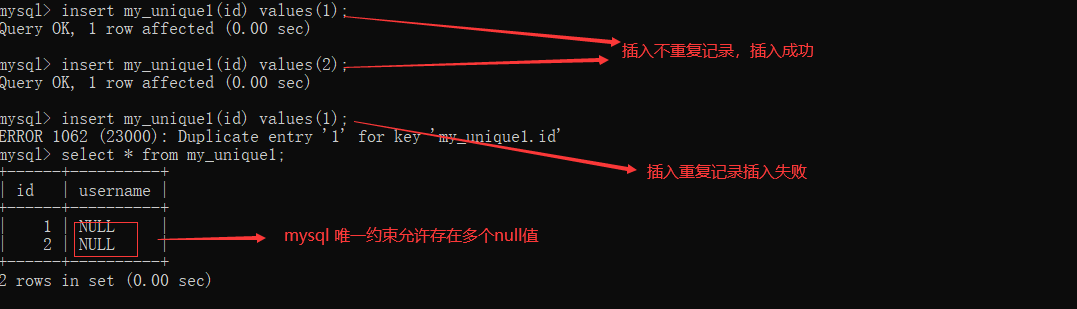 mysql> insert my_unique1(id) values(1);
Query OK, 1 row affected (0.00 sec)
插入不重复记录，插入成功
mysql> insert my_unique1(id) values(2);
Query OK, 1 row affected (0.00 sec)
mysql> insert my_unique1(id) values(1);
ERROR 1062 (23000): Duplicate entry '1' for key 'my_unique1.id'
mysql> select * from my_unique1;
插入重复记录插入失败
+------+----------+
| id   | username |
+------+----------+
|    1 | NULL     |
mysql 唯一约束允许存在多个null值
|    2 | NULL     |
+------+----------+
2 rows in set (0.00 sec)